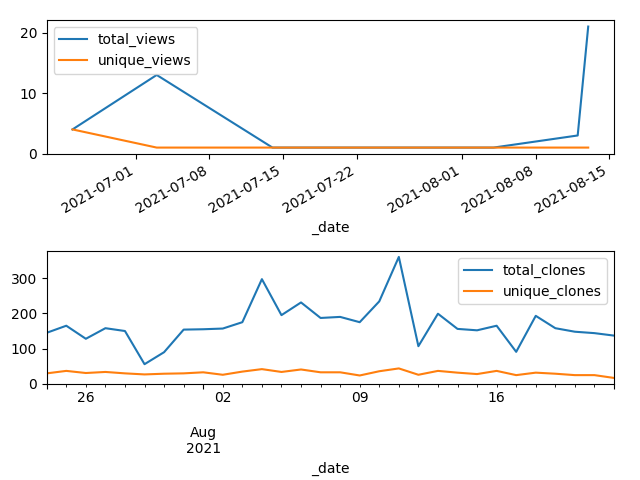 20
10
0
total_views
unique_views
2021-07-01
2021-07-08
2021-07-15
2021-07-22
2021-08-01
2021-08-08
2021-08-15
_date
300
200
100
0
total_clones
unique_clones
26
02
09
16
Aug
2021
_date